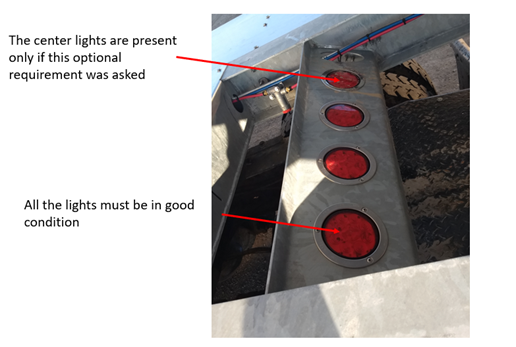 The center lights are present
only if this optional
requirement was asked
All the lights must be in good
condition